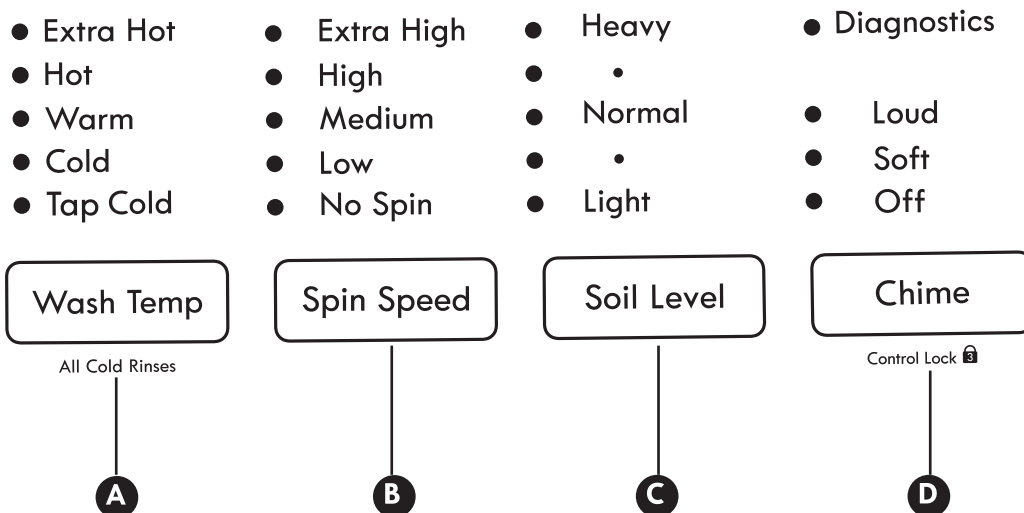 Extra Hot
Hot
Warm
Cold
Tap Cold
Wash Temp
All Cold Rinses
A
Extra High
High
Medium
Low
No Spin
Spin Speed
B
Heavy
•
Normal
•
Light
Soil Level
C
Diagnostics
Loud
Soft
Off
Chime
Control Lock 3
D